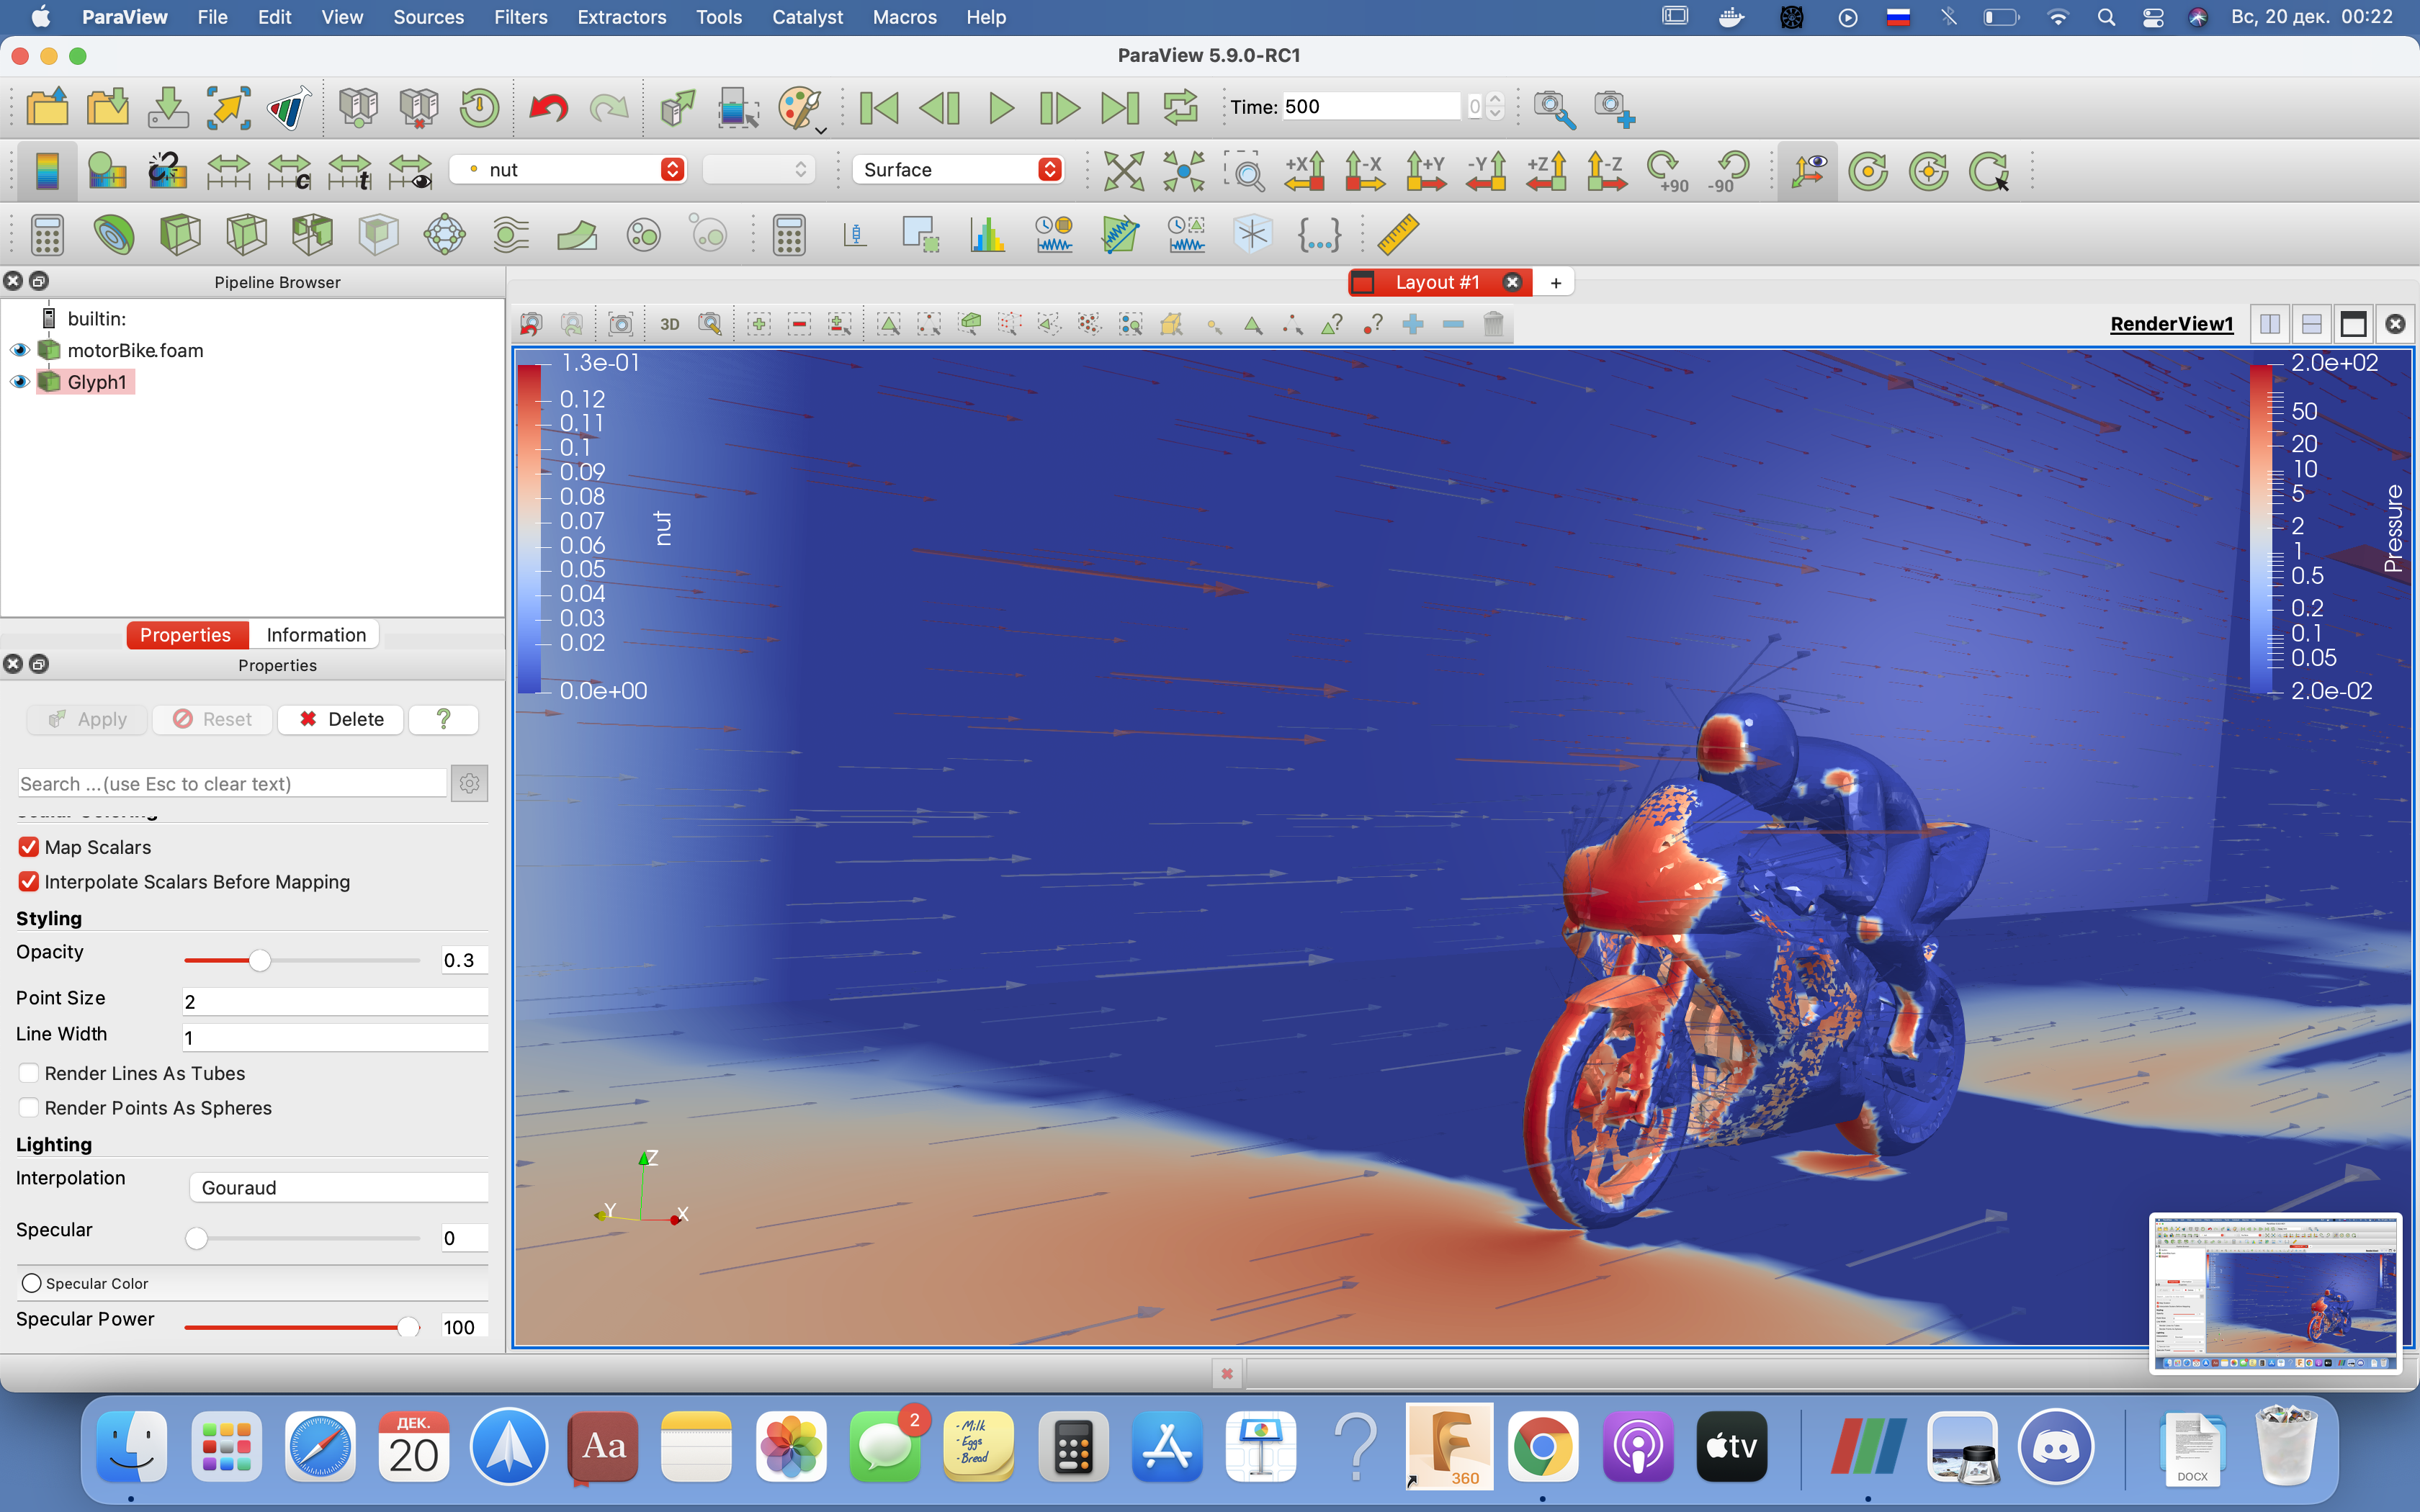 ParaView File Edit View Sources Filters Extractors Tools Catalyst Macros Help Вс, 20 дек. 00:22
ParaView 5.9.0-RC1
Time: 500 0
nut Surface +X -X +Y -Y +Z -Z +90 -90
Pipeline Browser
Layout #1 +
builtin:
3D RenderView1
motorBike.foam
Glyph1
1.3e-01
0.12
0.11
0.1
0.09
0.08
0.07
0.06
0.05
0.04
0.03
0.02
0.0e+00
nut
2.0e+02
50
20
10
5
2
1
0.5
0.2
0.1
0.05
2.0e-02
Pressure
Properties Information
Properties
Apply Reset Delete ?
Search ...(use Esc to clear text)
Map Scalars
Interpolate Scalars Before Mapping
Styling
Opacity 0.3
Point Size 2
Line Width 1
Render Lines As Tubes
Render Points As Spheres
Lighting
Interpolation Gouraud
Specular 0
Specular Color
Specular Power 100
Z
Y X
ДЕК.
20
Aa
2
- Milk
- Eggs
- Bread
360
tv
DOCX